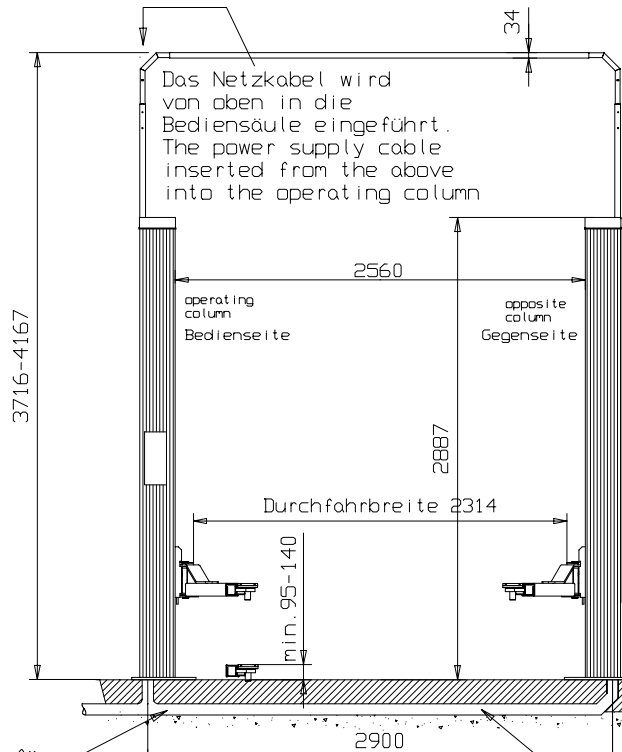 34
Das Netzkabel wird
von oben in die
Bediensäule eingeführt.
The power supply cable
inserted from the above
into the operating column
2560
operating
column
Bedienseite
opposite
column
Gegenseite
3716-4167
2887
Durchfahrbreite 2314
min. 95-140
2900